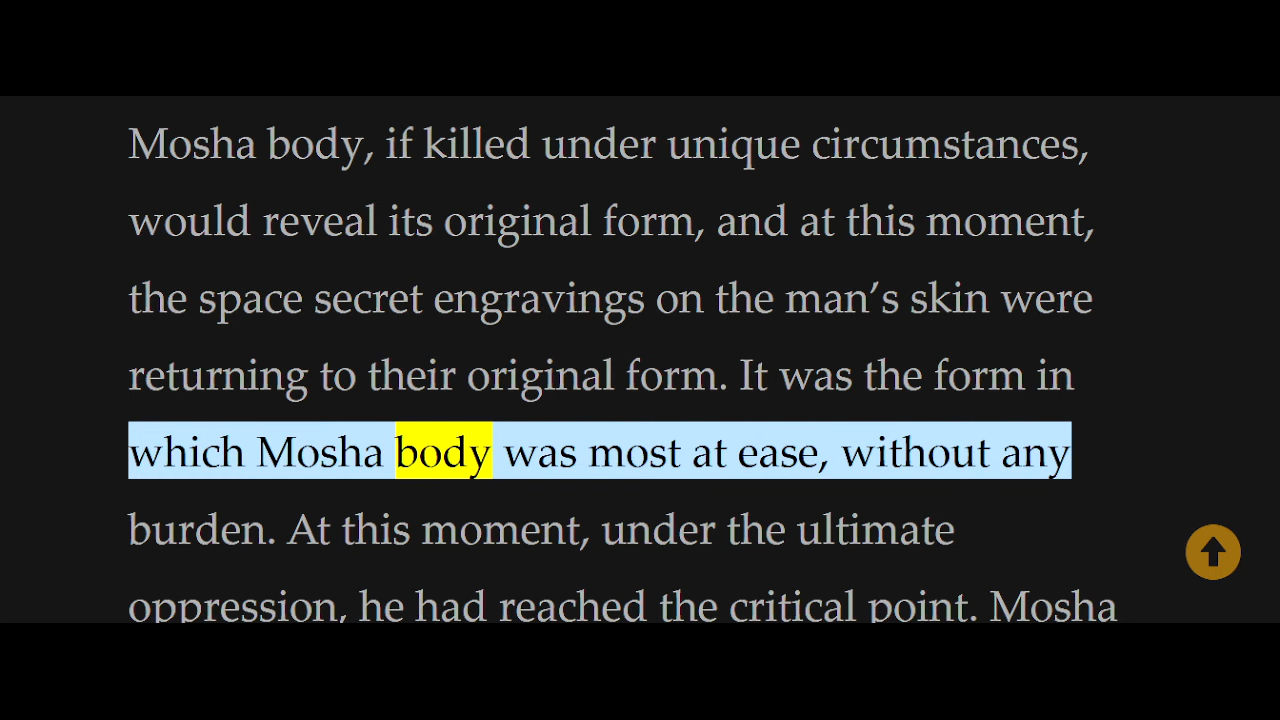 Mosha body, if killed under unique circumstances,
would reveal its original form, and at this moment,
the space secret engravings on the man’s skin were
returning to their original form. It was the form in
which Mosha body was most at ease, without any
burden. At this moment, under the ultimate
oppression, he had reached the critical point. Mosha